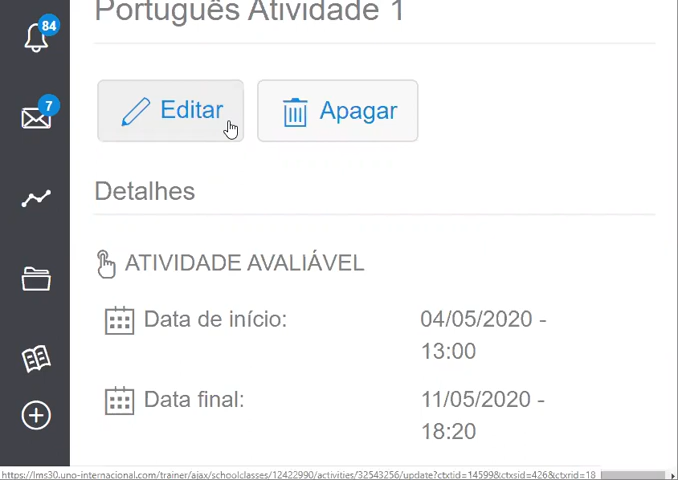 Português Atividade 1
84
Editar
Apagar
7
Detalhes
ATIVIDADE AVALIÁVEL
Data de início:
04/05/2020 -
13:00
Data final:
11/05/2020 -
18:20
https://lms30.uno-internacional.com/trainer/ajax/schoolclasses/12422990/activities/32543256/update?ctxtid=14599&ctxsid=426&ctxrid=18